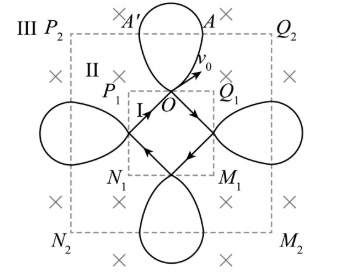 III P₂ A′ A Q₂
II v₀
P₁ Q₁
I O
N₁ M₁
N₂ M₂